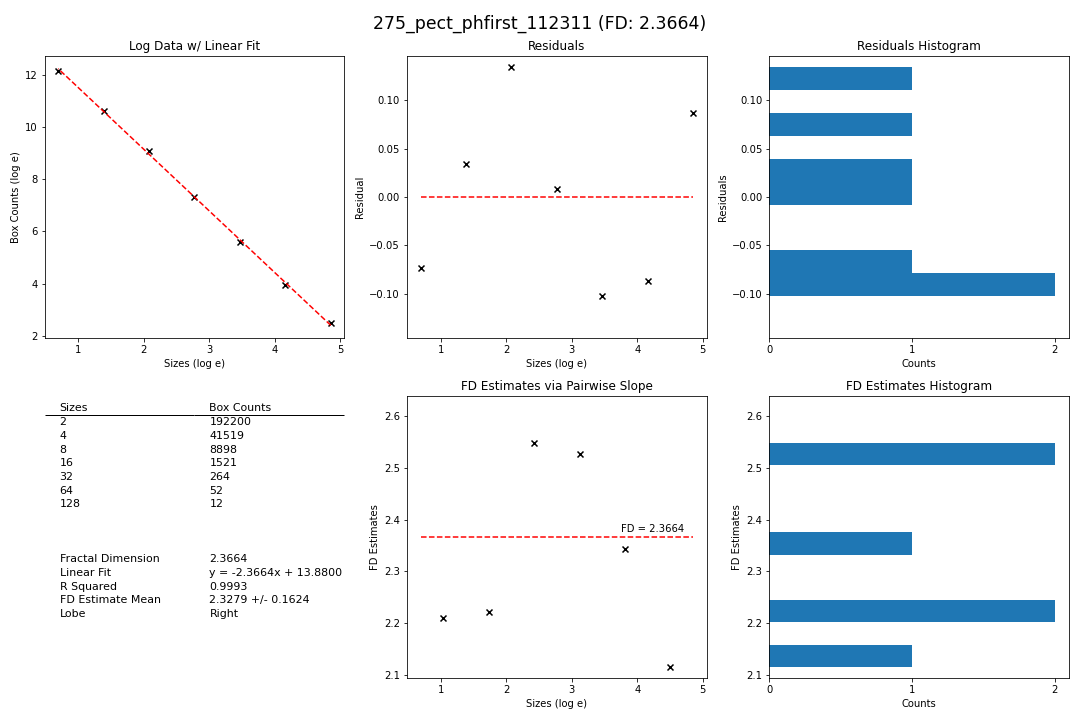 275_pect_phfirst_112311 (FD: 2.3664)
Log Data w/ Linear Fit
Box Counts (log e)
12
10
8
6
4
2
1 2 3 4 5
Sizes (log e)
Residuals
Residual
0.10
0.05
0.00
−0.05
−0.10
1 2 3 4 5
Sizes (log e)
Residuals Histogram
Residuals
0.10
0.05
0.00
−0.05
−0.10
0 1 2
Counts
Sizes Box Counts
2 192200
4 41519
8 8898
16 1521
32 264
64 52
128 12
Fractal Dimension 2.3664
Linear Fit y = -2.3664x + 13.8800
R Squared 0.9993
FD Estimate Mean 2.3279 +/- 0.1624
Lobe Right
FD Estimates via Pairwise Slope
FD Estimates
2.6
2.5
2.4
2.3
2.2
2.1
FD = 2.3664
1 2 3 4 5
Sizes (log e)
FD Estimates Histogram
FD Estimates
2.6
2.5
2.4
2.3
2.2
2.1
0 1 2
Counts